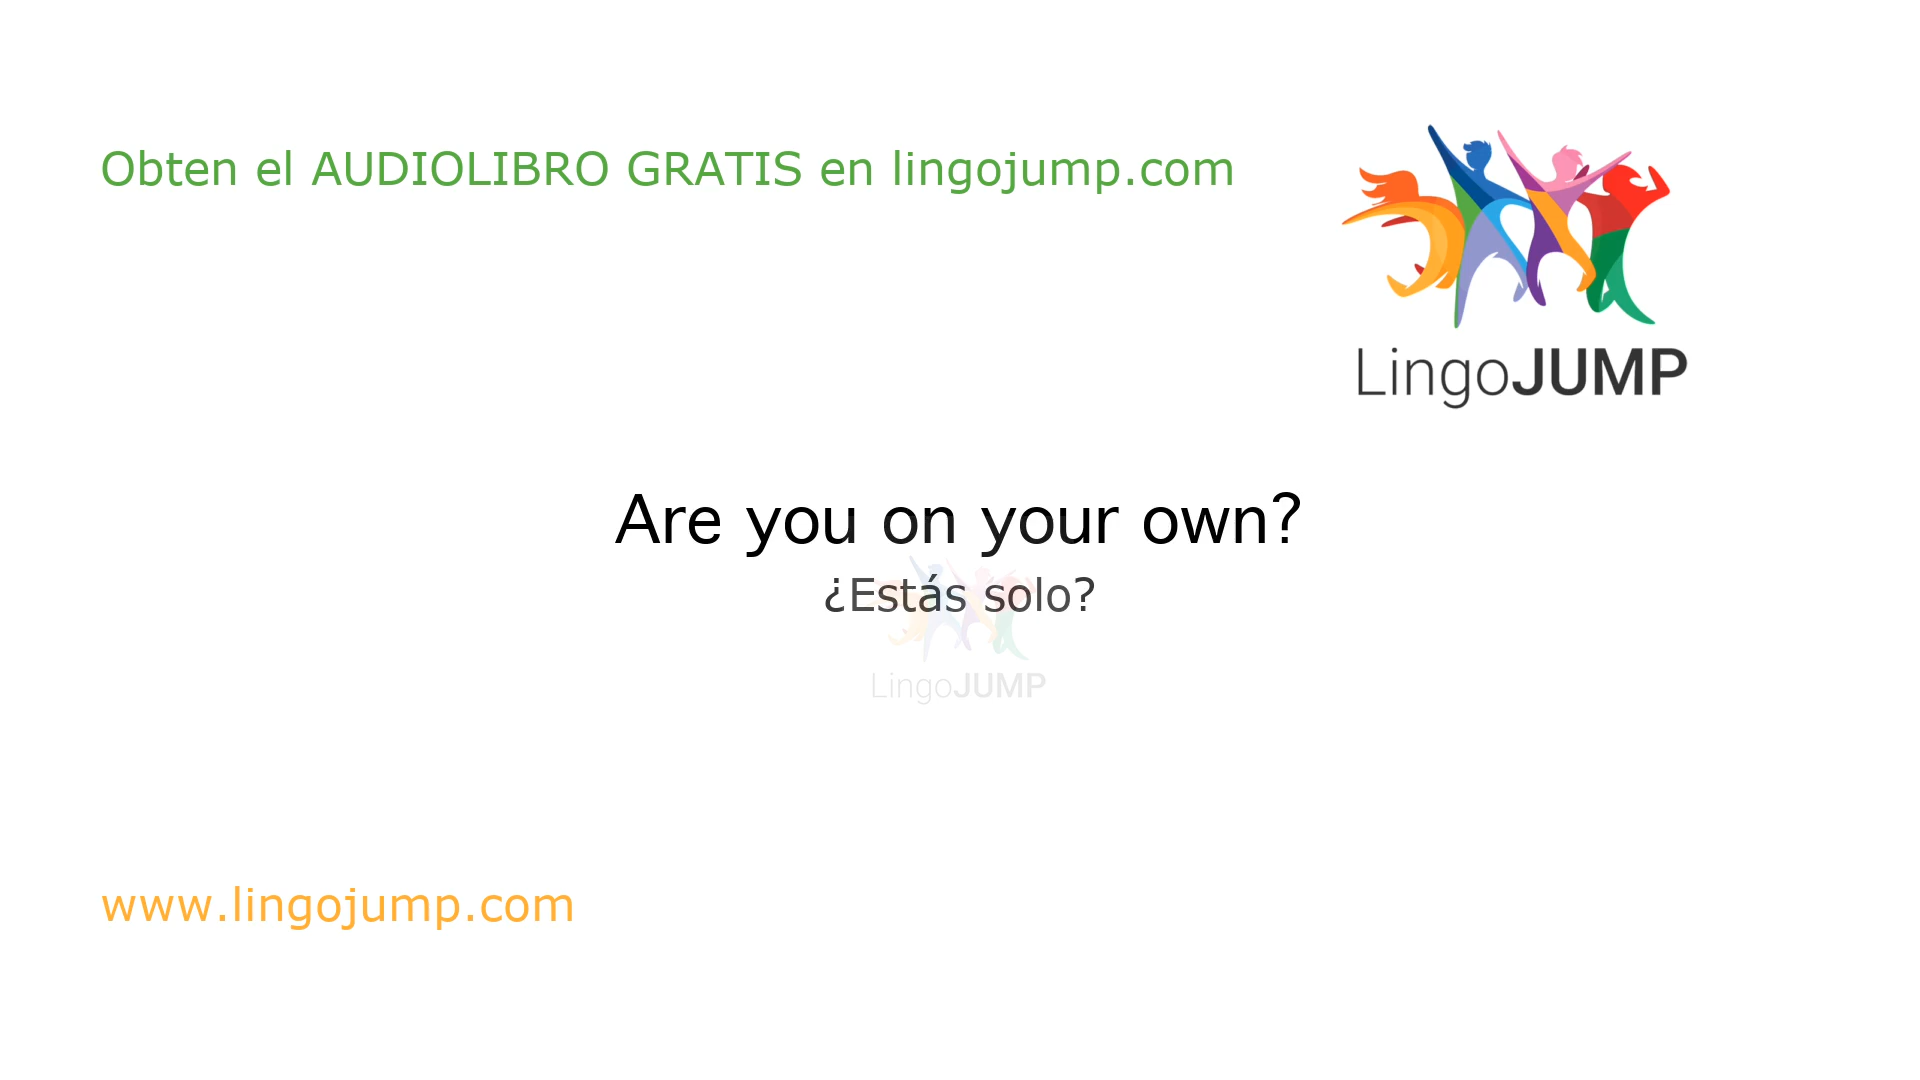 Obten el AUDIOLIBRO GRATIS en lingojump.com
LingoJUMP
Are you on your own?
¿Estás solo?
LingoJUMP
www.lingojump.com